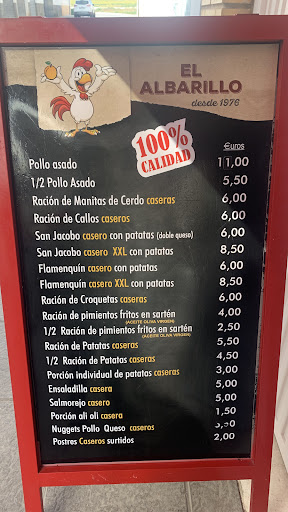 EL
ALBARILLO
desde 1976
100%
CALIDAD
Euros
Pollo asado 11,00
1/2 Pollo Asado 5,50
Ración de Manitas de Cerdo caseras 6,00
Ración de Callos caseros 6,00
San Jacobo casero con patatas (doble queso) 6,00
San Jacobo casero XXL con patatas 8,50
Flamenquín casero con patatas 6,00
Flamenquín casero XXL con patatas 8,50
Ración de Croquetas caseras 6,00
Ración de pimientos fritos en sartén 4,00
(ACEITE OLIVA VIRGEN)
1/2 Ración de pimientos fritos en sartén 2,50
(ACEITE OLIVA VIRGEN)
Ración de Patatas caseras 5,50
1/2 Ración de Patatas caseras 4,50
Porción individual de patatas caseras 3,00
Ensaladilla casera 5,00
Salmorejo casero 5,00
Porción ali oli casera 1,50
Nuggets Pollo Queso caseros
Postres Caseros surtidos 2,00